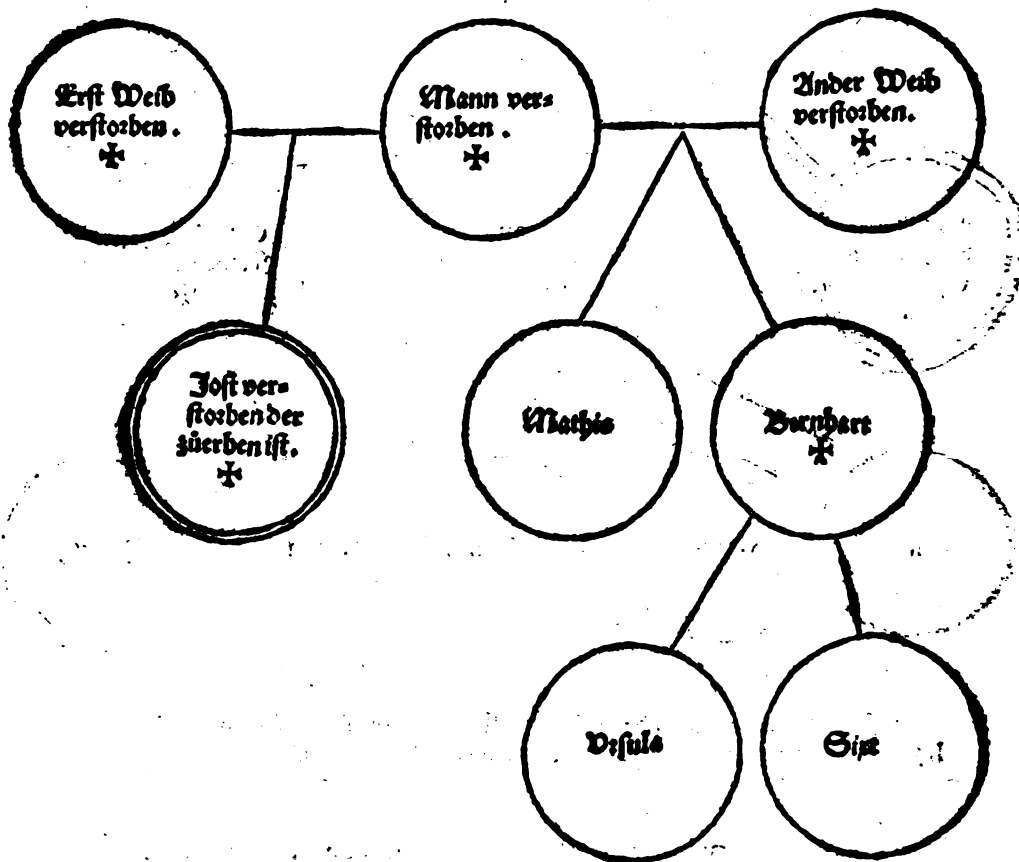 Erst Weib
verstorben.
✠
Mann ver⸗
storben.
✠
Ander Weib
verstorben.
✠
Jost ver⸗
storben der
zůerben ist.
✠
Mathis
Bernhart
✠
Vrsula
Sixt